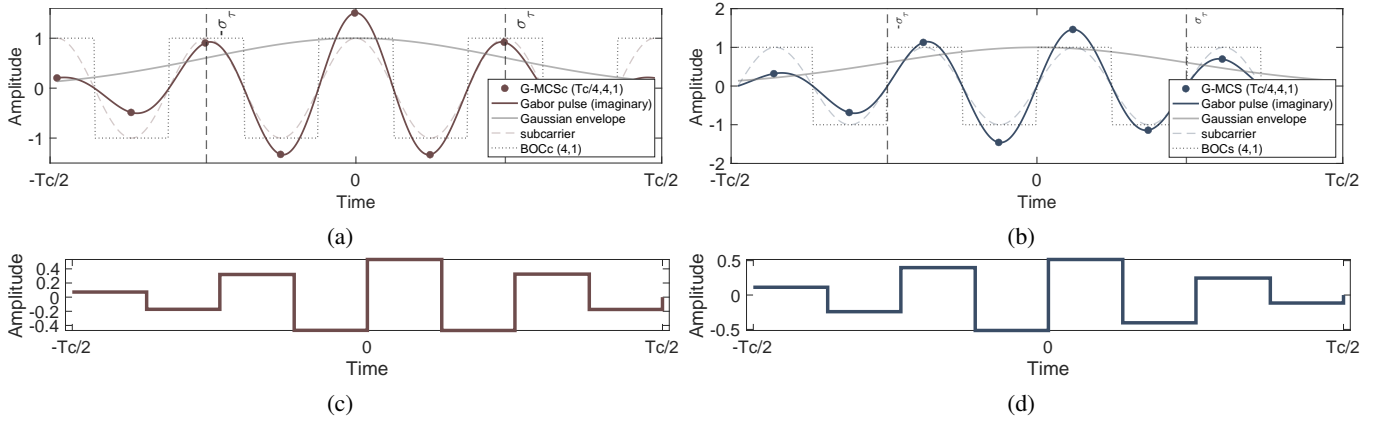 -σ τ
σ τ
1
0
-1
Amplitude
G-MCSc (Tc/4,4,1)
Gabor pulse (imaginary)
Gaussian envelope
subcarrier
BOCc (4,1)
-Tc/2
0
Tc/2
Time
(a)
-σ τ
σ τ
2
1
0
-1
-2
Amplitude
G-MCS (Tc/4,4,1)
Gabor pulse (imaginary)
Gaussian envelope
subcarrier
BOCs (4,1)
-Tc/2
0
Tc/2
Time
(b)
0.4
0.2
0
-0.2
-0.4
Amplitude
-Tc/2
0
Tc/2
Time
(c)
0.5
0
-0.5
Amplitude
-Tc/2
0
Tc/2
Time
(d)